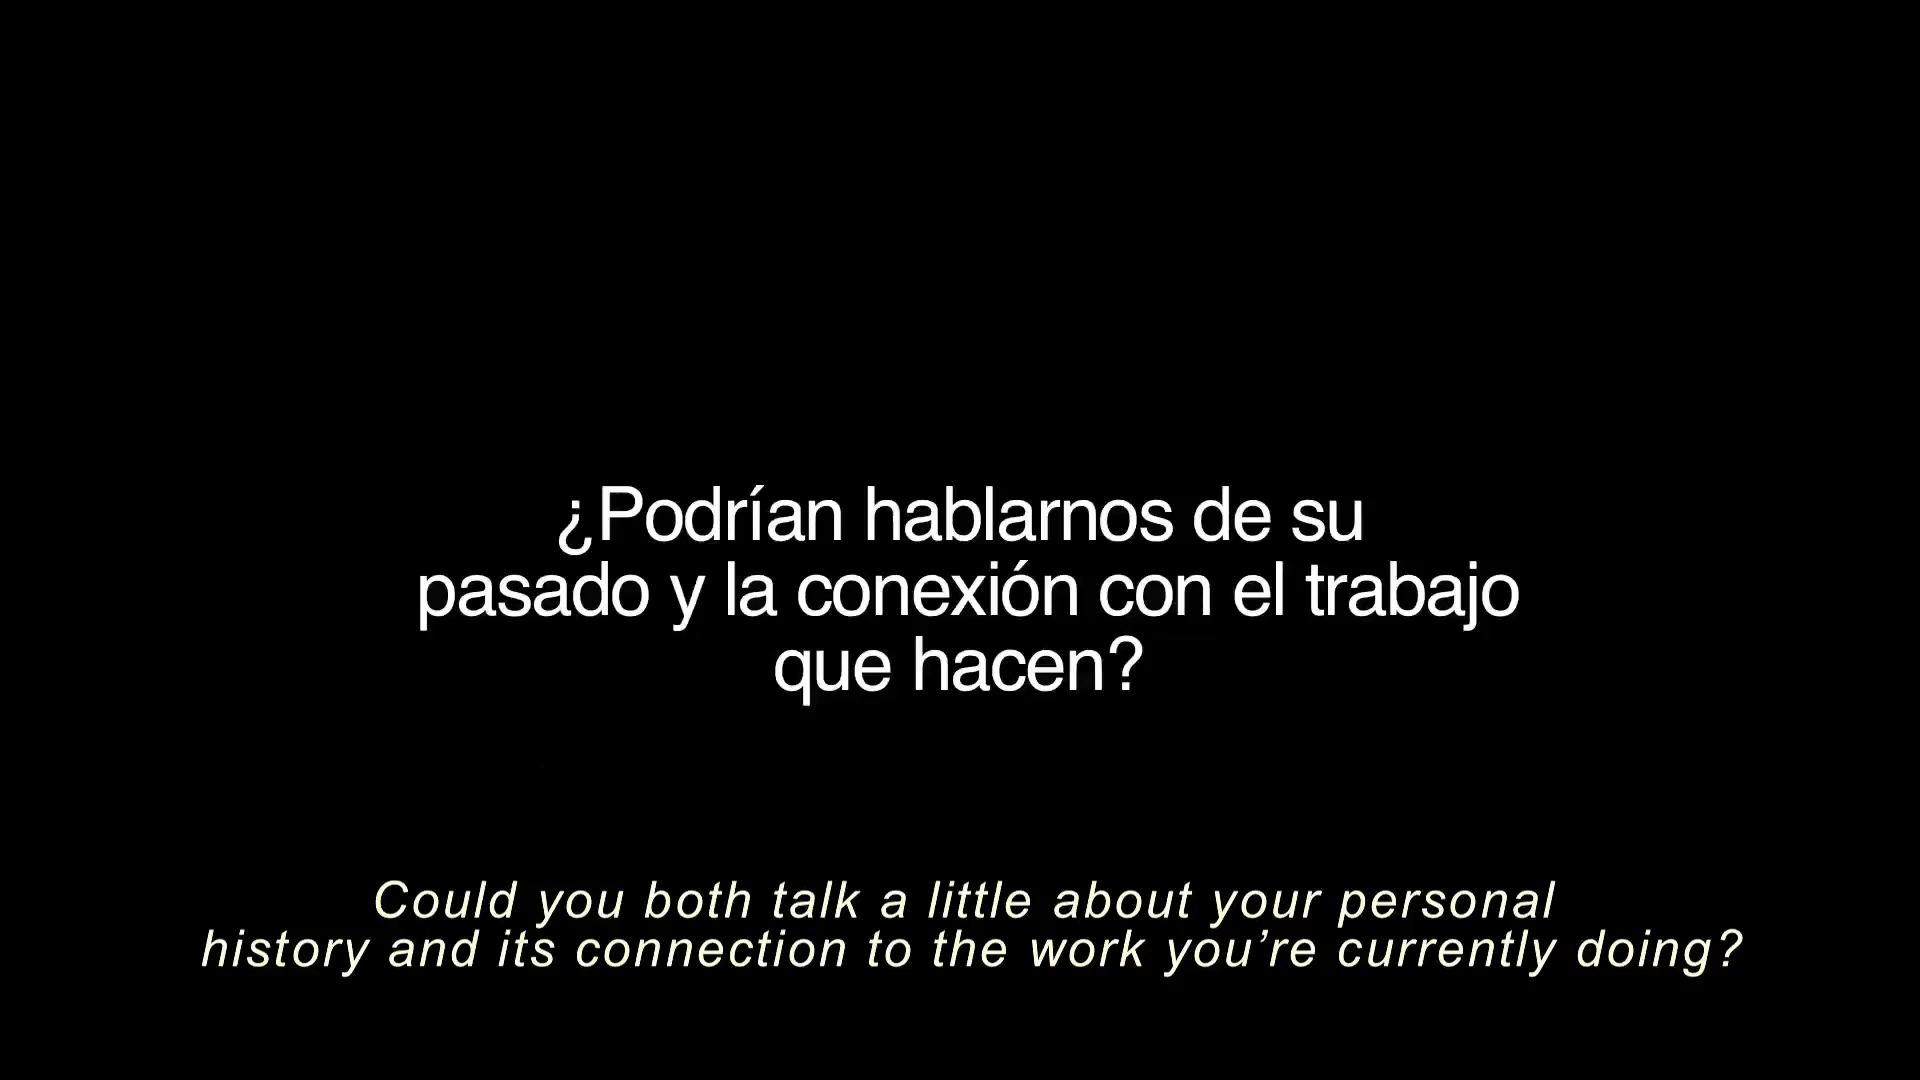 ¿Podrían hablarnos de su
pasado y la conexión con el trabajo
que hacen?
Could you both talk a little about your personal
history and its connection to the work you’re currently doing?